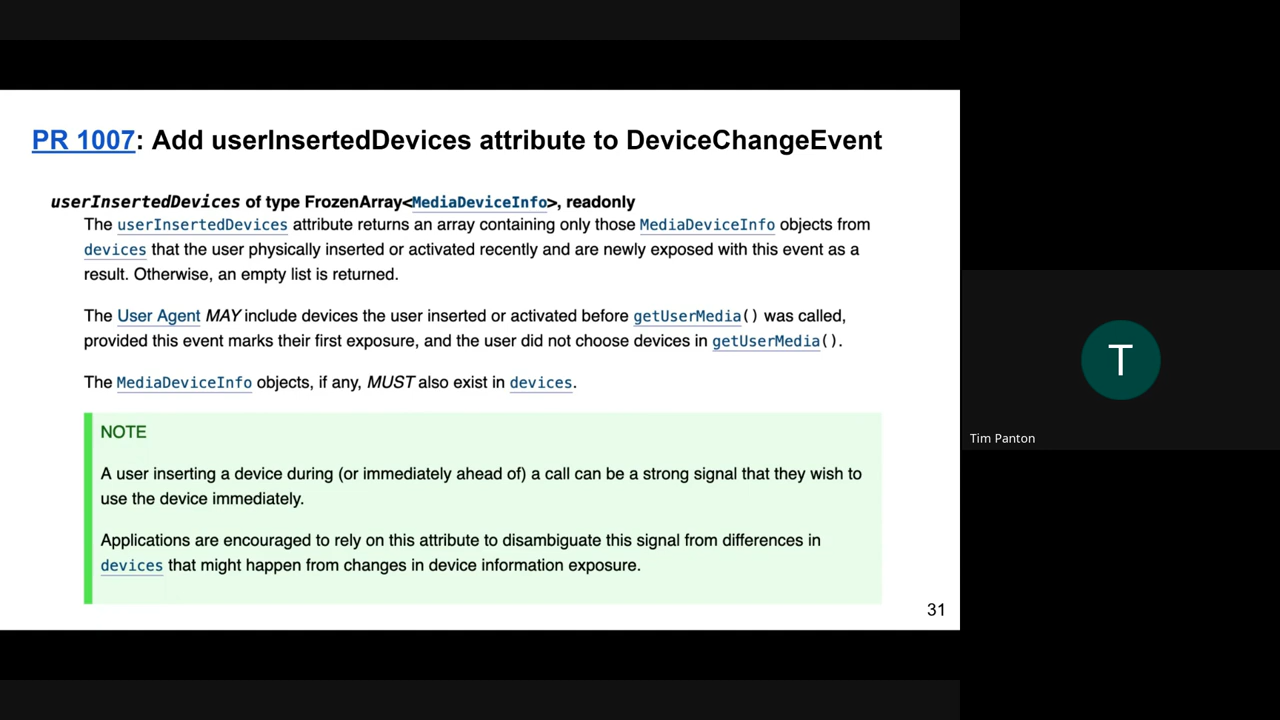 PR 1007: Add userInsertedDevices attribute to DeviceChangeEvent
userInsertedDevices of type FrozenArray<MediaDeviceInfo>, readonly
The userInsertedDevices attribute returns an array containing only those MediaDeviceInfo objects from
devices that the user physically inserted or activated recently and are newly exposed with this event as a
result. Otherwise, an empty list is returned.
The User Agent MAY include devices the user inserted or activated before getUserMedia() was called,
provided this event marks their first exposure, and the user did not choose devices in getUserMedia().
The MediaDeviceInfo objects, if any, MUST also exist in devices.
NOTE
A user inserting a device during (or immediately ahead of) a call can be a strong signal that they wish to
use the device immediately.
Applications are encouraged to rely on this attribute to disambiguate this signal from differences in
devices that might happen from changes in device information exposure.
31
T
Tim Panton